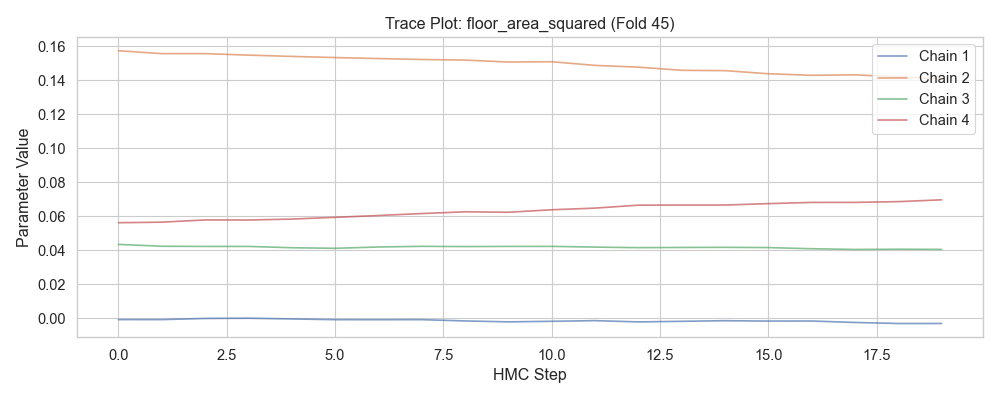 Trace Plot: floor_area_squared (Fold 45)
Parameter Value
0.16
0.14
0.12
0.10
0.08
0.06
0.04
0.02
0.00
Chain 1
Chain 2
Chain 3
Chain 4
0.0 2.5 5.0 7.5 10.0 12.5 15.0 17.5
HMC Step